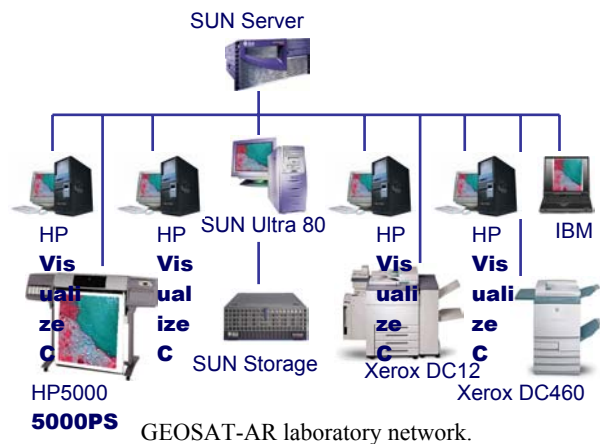 SUN Server
HP
Vis
uali
ze
C
HP
Vis
ual
ize
C
SUN Ultra 80
HP
Vis
uali
ze
C
HP
Vis
uali
ze
C
IBM
SUN Storage
HP5000
5000PS
Xerox DC12
Xerox DC460
GEOSAT-AR laboratory network.